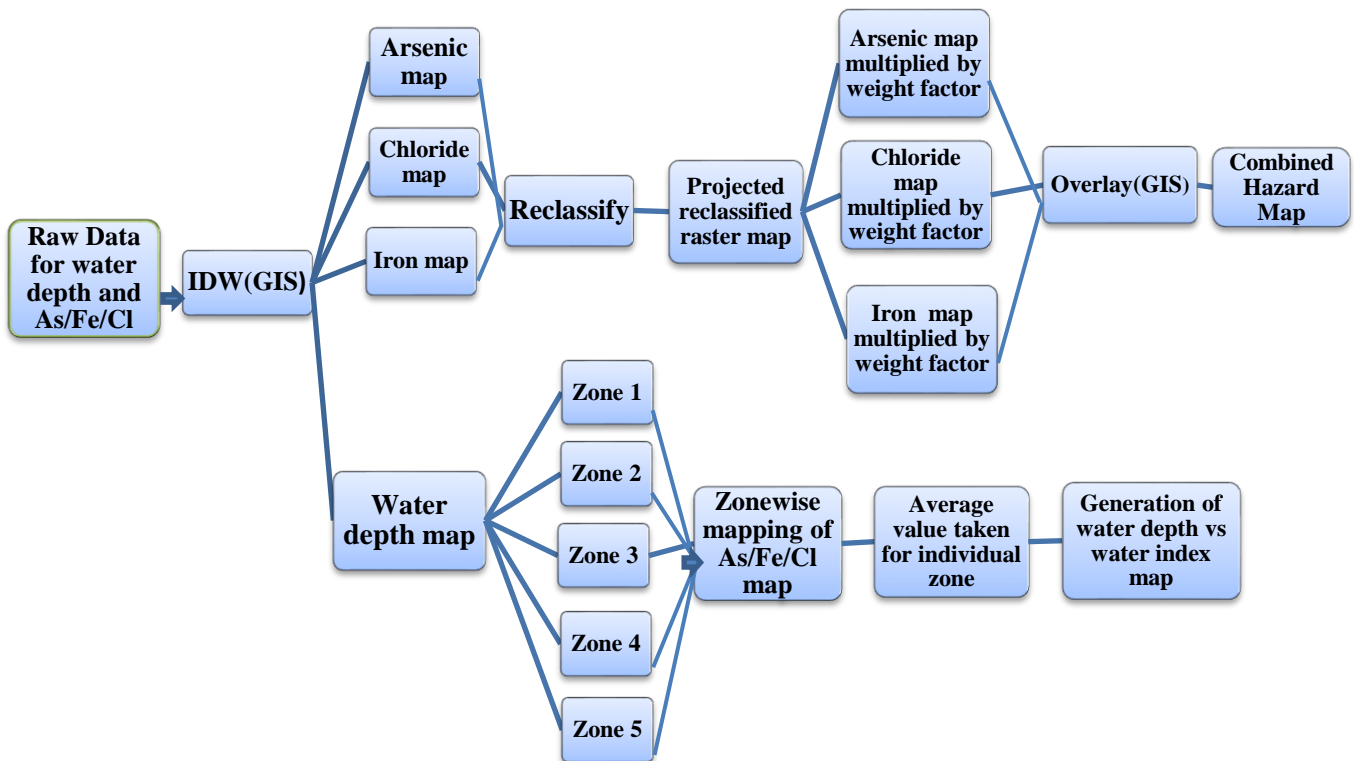 Raw Data
for water
depth and
As/Fe/Cl
IDW(GIS)
Arsenic
map
Chloride
map
Iron map
Reclassify
Projected
reclassified
raster map
Arsenic map
multiplied by
weight factor
Chloride
map
multiplied by
weight factor
Iron map
multiplied by
weight factor
Overlay(GIS)
Combined
Hazard
Map
Water
depth map
Zone 1
Zone 2
Zone 3
Zone 4
Zone 5
Zonewise
mapping of
As/Fe/Cl
map
Average
value taken
for individual
zone
Generation of
water depth vs
water index
map